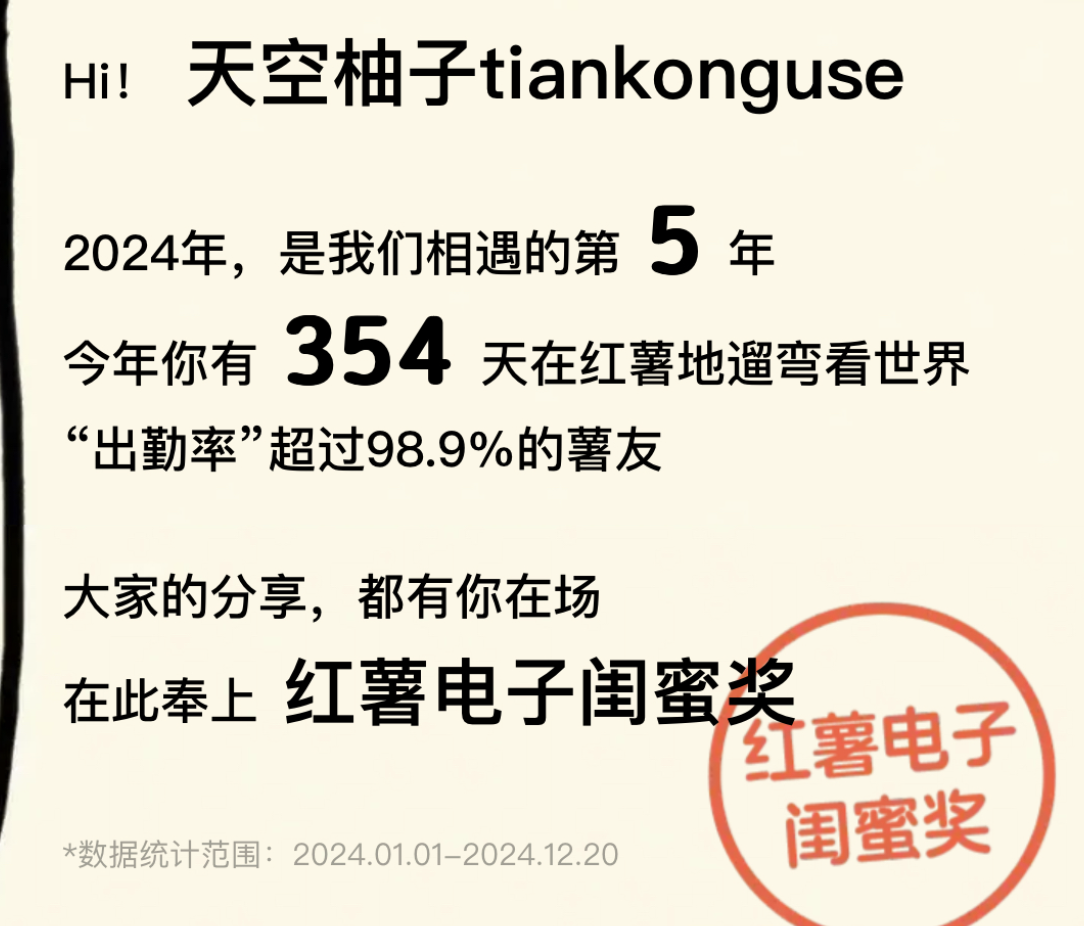 Hi! 天空柚子tiankonguse
2024年，是我们相遇的第 5 年
今年你有 354 天在红薯地遛弯看世界
“出勤率”超过98.9%的薯友
大家的分享，都有你在场
在此奉上 红薯电子闺蜜奖
红薯电子
闺蜜奖
*数据统计范围：2024.01.01-2024.12.20